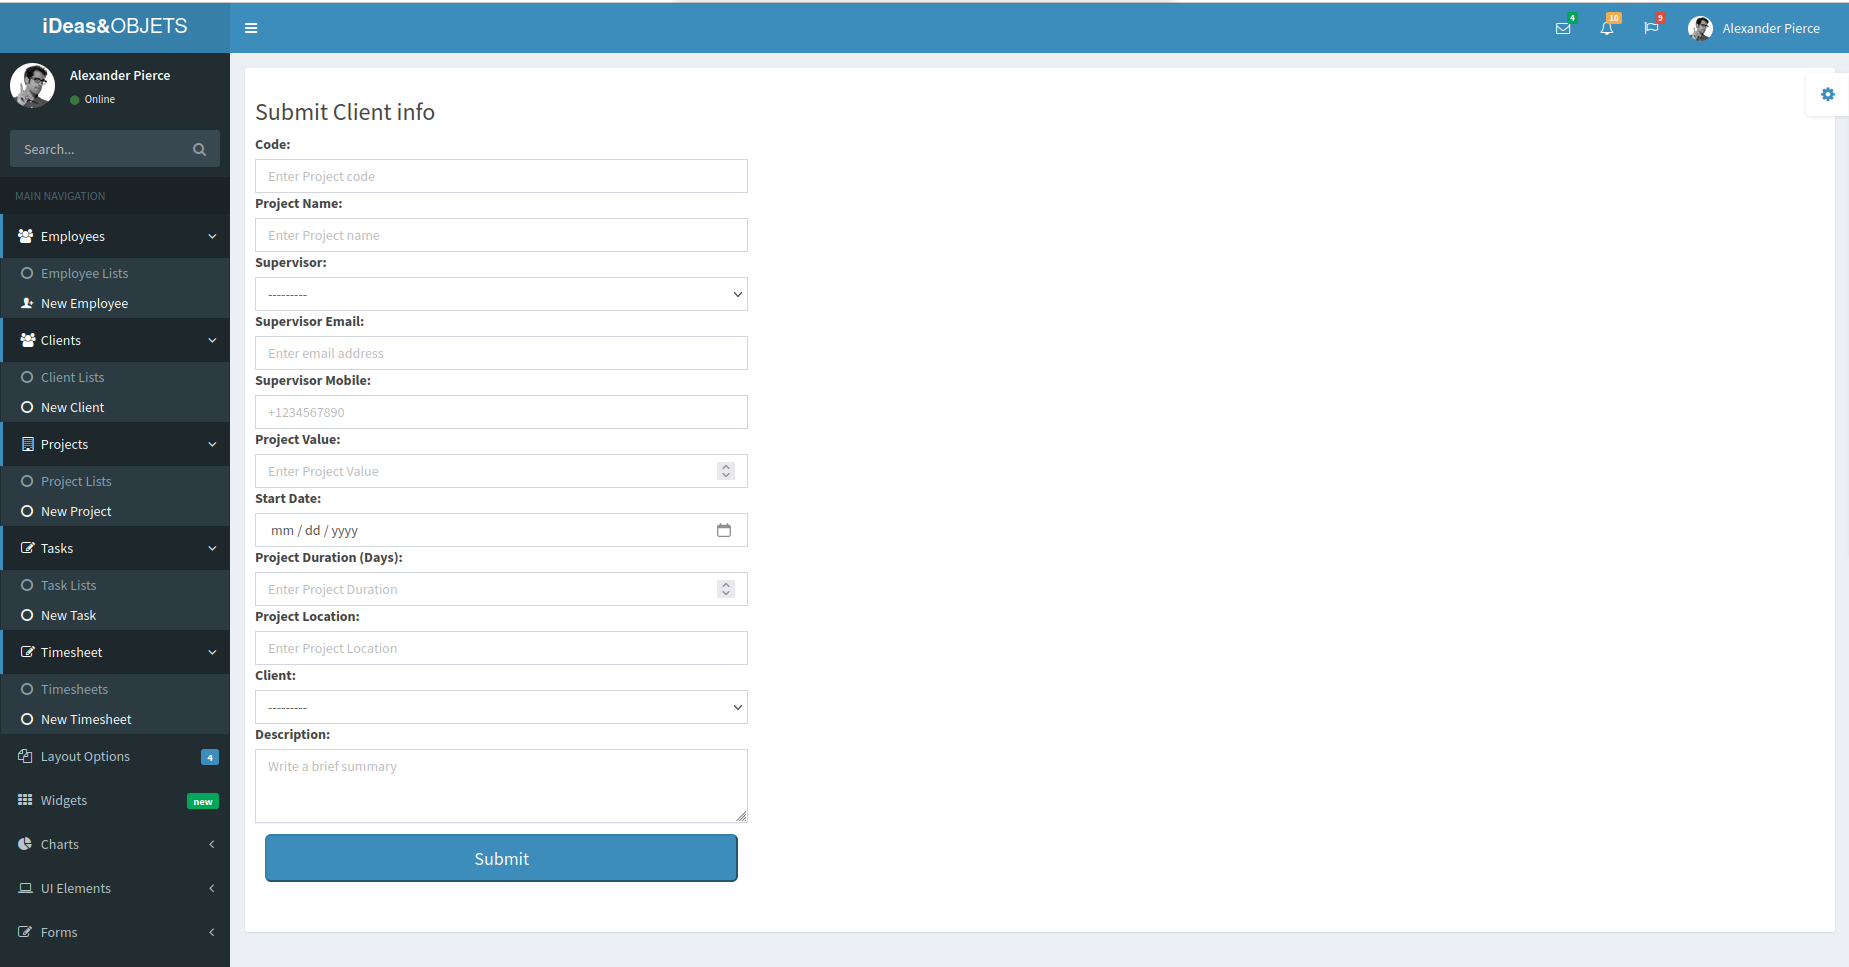 iDeas&OBJETS
4
10
9
Alexander Pierce
Alexander Pierce
Online
Search...
MAIN NAVIGATION
Employees
Employee Lists
New Employee
Clients
Client Lists
New Client
Projects
Project Lists
New Project
Tasks
Task Lists
New Task
Timesheet
Timesheets
New Timesheet
Layout Options 4
Widgets new
Charts
UI Elements
Forms
Submit Client info
Code:
Enter Project code
Project Name:
Enter Project name
Supervisor:
---------
Supervisor Email:
Enter email address
Supervisor Mobile:
+1234567890
Project Value:
Enter Project Value
Start Date:
mm / dd / yyyy
Project Duration (Days):
Enter Project Duration
Project Location:
Enter Project Location
Client:
---------
Description:
Write a brief summary
Submit